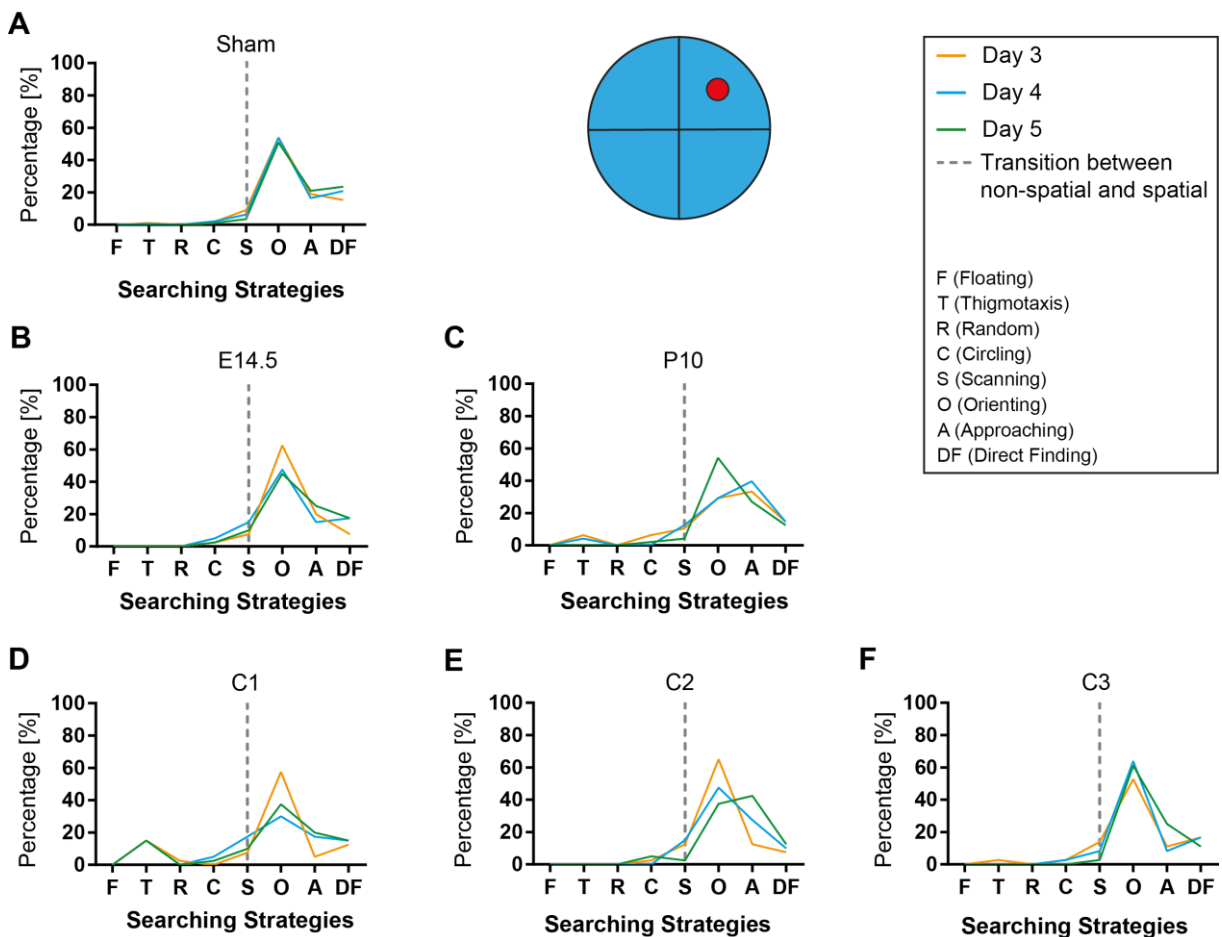 A
Sham
Percentage [%]
100
80
60
40
20
0
F T R C S O A DF
Searching Strategies
Day 3
Day 4
Day 5
Transition between
non-spatial and spatial
F (Floating)
T (Thigmotaxis)
R (Random)
C (Circling)
S (Scanning)
O (Orienting)
A (Approaching)
DF (Direct Finding)
B
E14.5
Percentage [%]
100
80
60
40
20
0
F T R C S O A DF
Searching Strategies
C
P10
Percentage [%]
100
80
60
40
20
0
F T R C S O A DF
Searching Strategies
D
C1
Percentage [%]
100
80
60
40
20
0
F T R C S O A DF
Searching Strategies
E
C2
Percentage [%]
100
80
60
40
20
0
F T R C S O A DF
Searching Strategies
F
C3
Percentage [%]
100
80
60
40
20
0
F T R C S O A DF
Searching Strategies